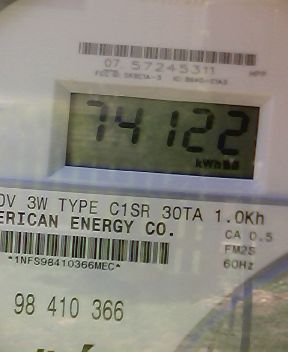 07 57245311
74122
kWh
0V 3W TYPE C1SR 30TA 1.0Kh
ERICAN ENERGY CO.
CA 0.5
FM2S
60Hz
*1NFS98410366MEC*
98 410 366